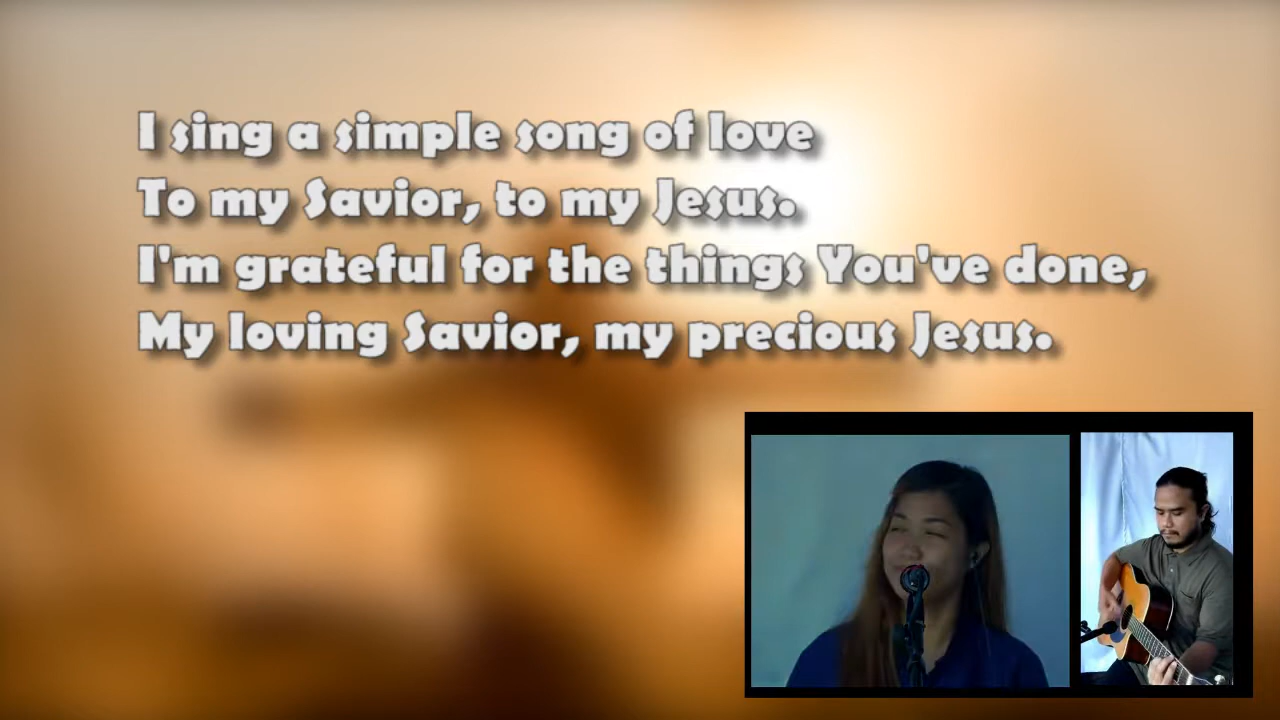 I sing a simple song of love
To my Savior, to my Jesus.
I'm grateful for the things You've done,
My loving Savior, my precious Jesus.